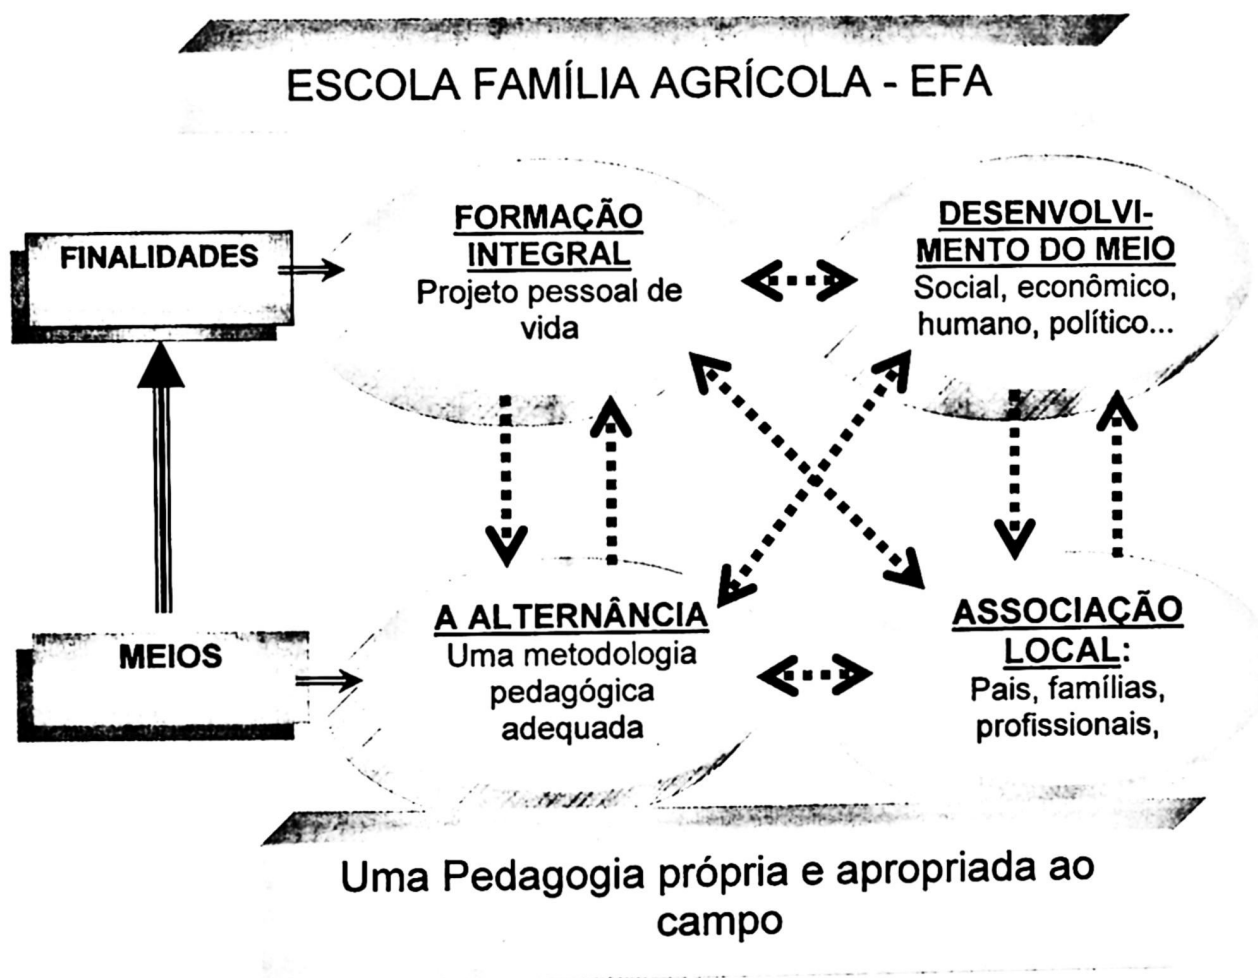 ESCOLA FAMÍLIA AGRÍCOLA - EFA
FINALIDADES
FORMAÇÃO
INTEGRAL
Projeto pessoal de
vida
DESENVOLVI-
MENTO DO MEIO
Social, econômico,
humano, político...
MEIOS
A ALTERNÂNCIA
Uma metodologia
pedagógica
adequada
ASSOCIAÇÃO
LOCAL:
Pais, famílias,
profissionais,
Uma Pedagogia própria e apropriada ao
campo